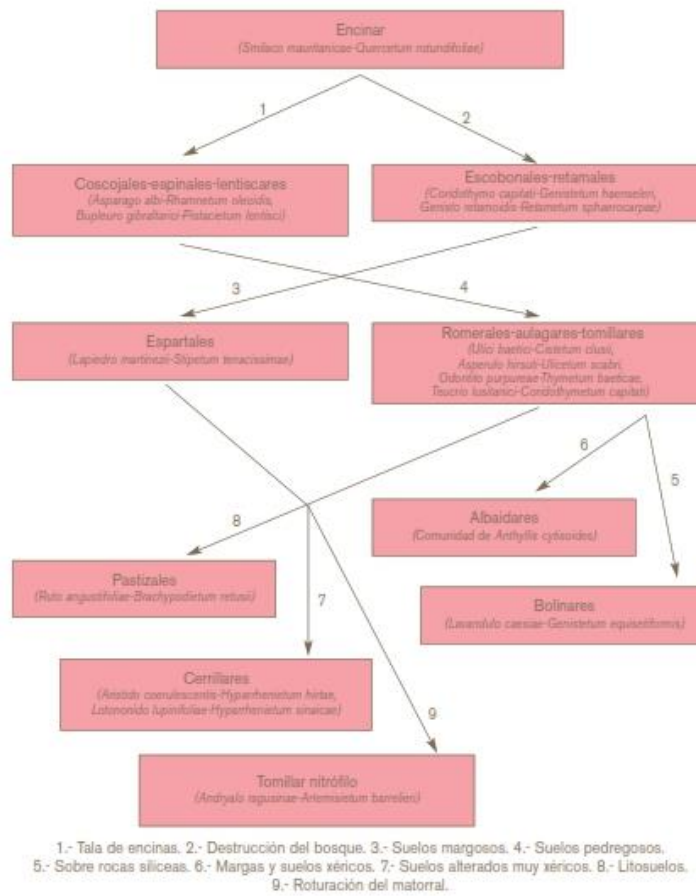 Encinar
(Smilaco mauritanicae-Quercetum rotundifoliae)
1
2
Coscojales-espinales-lentiscares
(Asparago albi-Rhamnetum oleoidis,
Bupleuro gibraltarici-Pistacietum lentisci)
Escobonales-retamales
(Coridothymo capitati-Genistetum haenseleri,
Genisto retamoidis-Retametum sphaerocarpae)
3
4
Espartales
(Lapiedro martinezii-Stipetum tenacissimae)
Romerales-aulagares-tomillares
(Ulici baetici-Cistetum clusii,
Asperulo hirsuti-Ulicetum scabri,
Odontito purpureae-Thymetum baeticae,
Teucrio lusitanici-Coridothymetum capitati)
6
5
8
Albaidares
(Comunidad de Anthyllis cytisoides)
Pastizales
(Ruto angustifoliae-Brachypodietum retusii)
7
Bolinares
(Lavandulo caesiae-Genistetum equisetiformis)
Cerrillares
(Aristido coerulescentis-Hyparrhenietum hirtae,
Lotononido lupinifoliae-Hyparrhenietum sinaicae)
9
Tomillar nitrófilo
(Andryalo ragusinae-Artemisietum barrelieri)
1.- Tala de encinas. 2.- Destrucción del bosque. 3.- Suelos margosos. 4.- Suelos pedregosos.
5.- Sobre rocas silíceas. 6.- Margas y suelos xéricos. 7.- Suelos alterados muy xéricos. 8.- Litosuelos.
9.- Roturación del matorral.